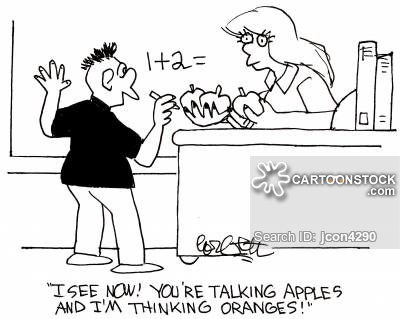 1+2=
CARTOONSTOCK
.com
Search ID: jcon4290
"I SEE NOW! YOU'RE TALKING APPLES
AND I'M THINKING ORANGES!"